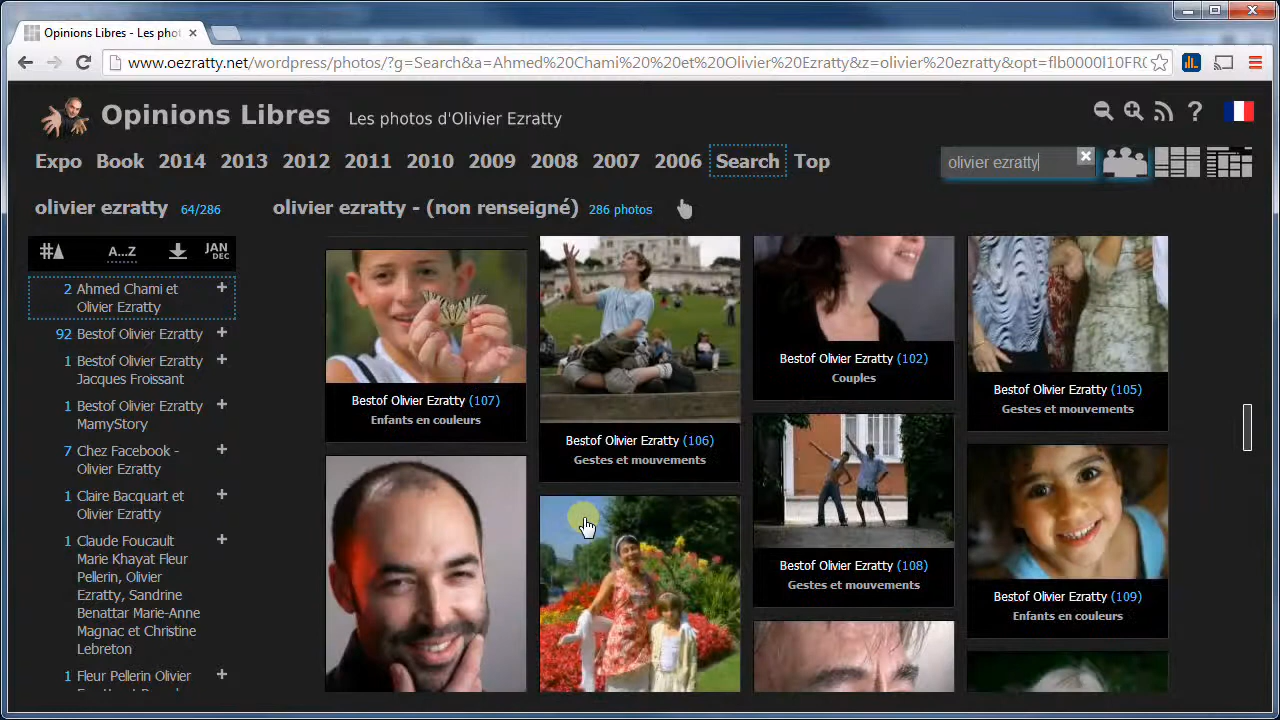 Opinions Libres - Les phot
www.oezratty.net/wordpress/photos/?g=Search&a=Ahmed%20Chami%20%20et%20Olivier%20Ezratty&z=olivier%20ezratty&opt=flb0000l10FR0
Opinions Libres Les photos d'Olivier Ezratty
Expo Book 2014 2013 2012 2011 2010 2009 2008 2007 2006 Search Top
olivier ezratty
olivier ezratty 64/286
olivier ezratty - (non renseigné) 286 photos
A...Z
JAN
DEC
2 Ahmed Chami et
Olivier Ezratty
92 Bestof Olivier Ezratty
1 Bestof Olivier Ezratty
Jacques Froissant
1 Bestof Olivier Ezratty
MamyStory
7 Chez Facebook -
Olivier Ezratty
1 Claire Bacquart et
Olivier Ezratty
1 Claude Foucault
Marie Khayat Fleur
Pellerin, Olivier
Ezratty, Sandrine
Benattar Marie-Anne
Magnac et Christine
Lebreton
1 Fleur Pellerin Olivier
Bestof Olivier Ezratty (107)
Enfants en couleurs
Bestof Olivier Ezratty (106)
Gestes et mouvements
Bestof Olivier Ezratty (102)
Couples
Bestof Olivier Ezratty (108)
Gestes et mouvements
Bestof Olivier Ezratty (105)
Gestes et mouvements
Bestof Olivier Ezratty (109)
Enfants en couleurs